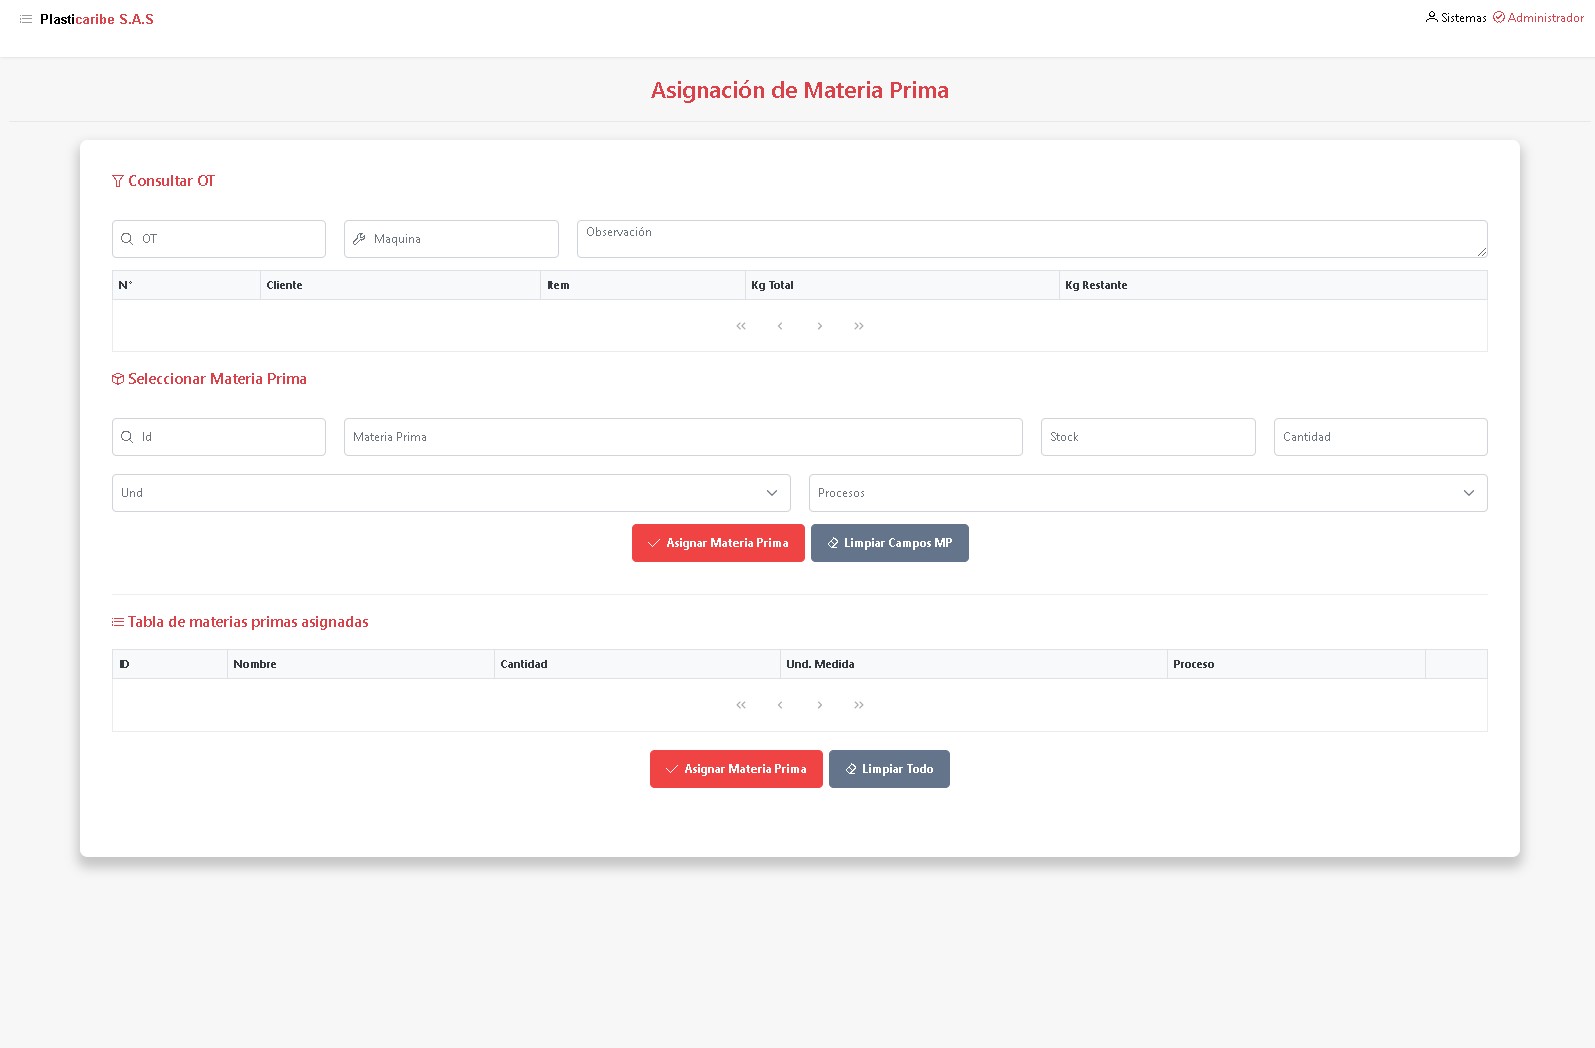 Plasticaribe S.A.S
Sistemas Administrador
Asignación de Materia Prima
Consultar OT
OT Maquina Observación
N° Cliente Item Kg Total Kg Restante
Seleccionar Materia Prima
Id Materia Prima Stock Cantidad
Und Procesos
Asignar Materia Prima Limpiar Campos MP
Tabla de materias primas asignadas
ID Nombre Cantidad Und. Medida Proceso
Asignar Materia Prima Limpiar Todo